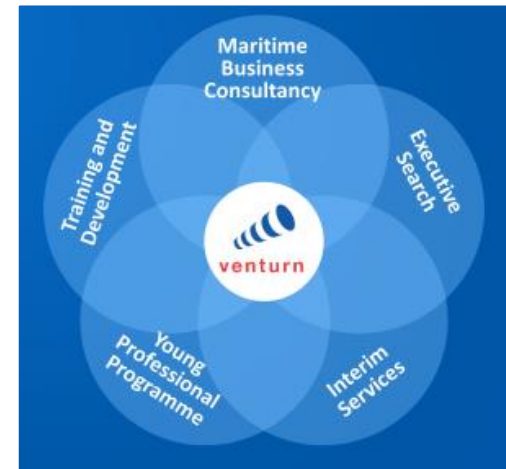 Maritime
Business
Consultancy
Executive
Search
Training and
Development
venturn
Young
Professional
Programme
Interim
Services